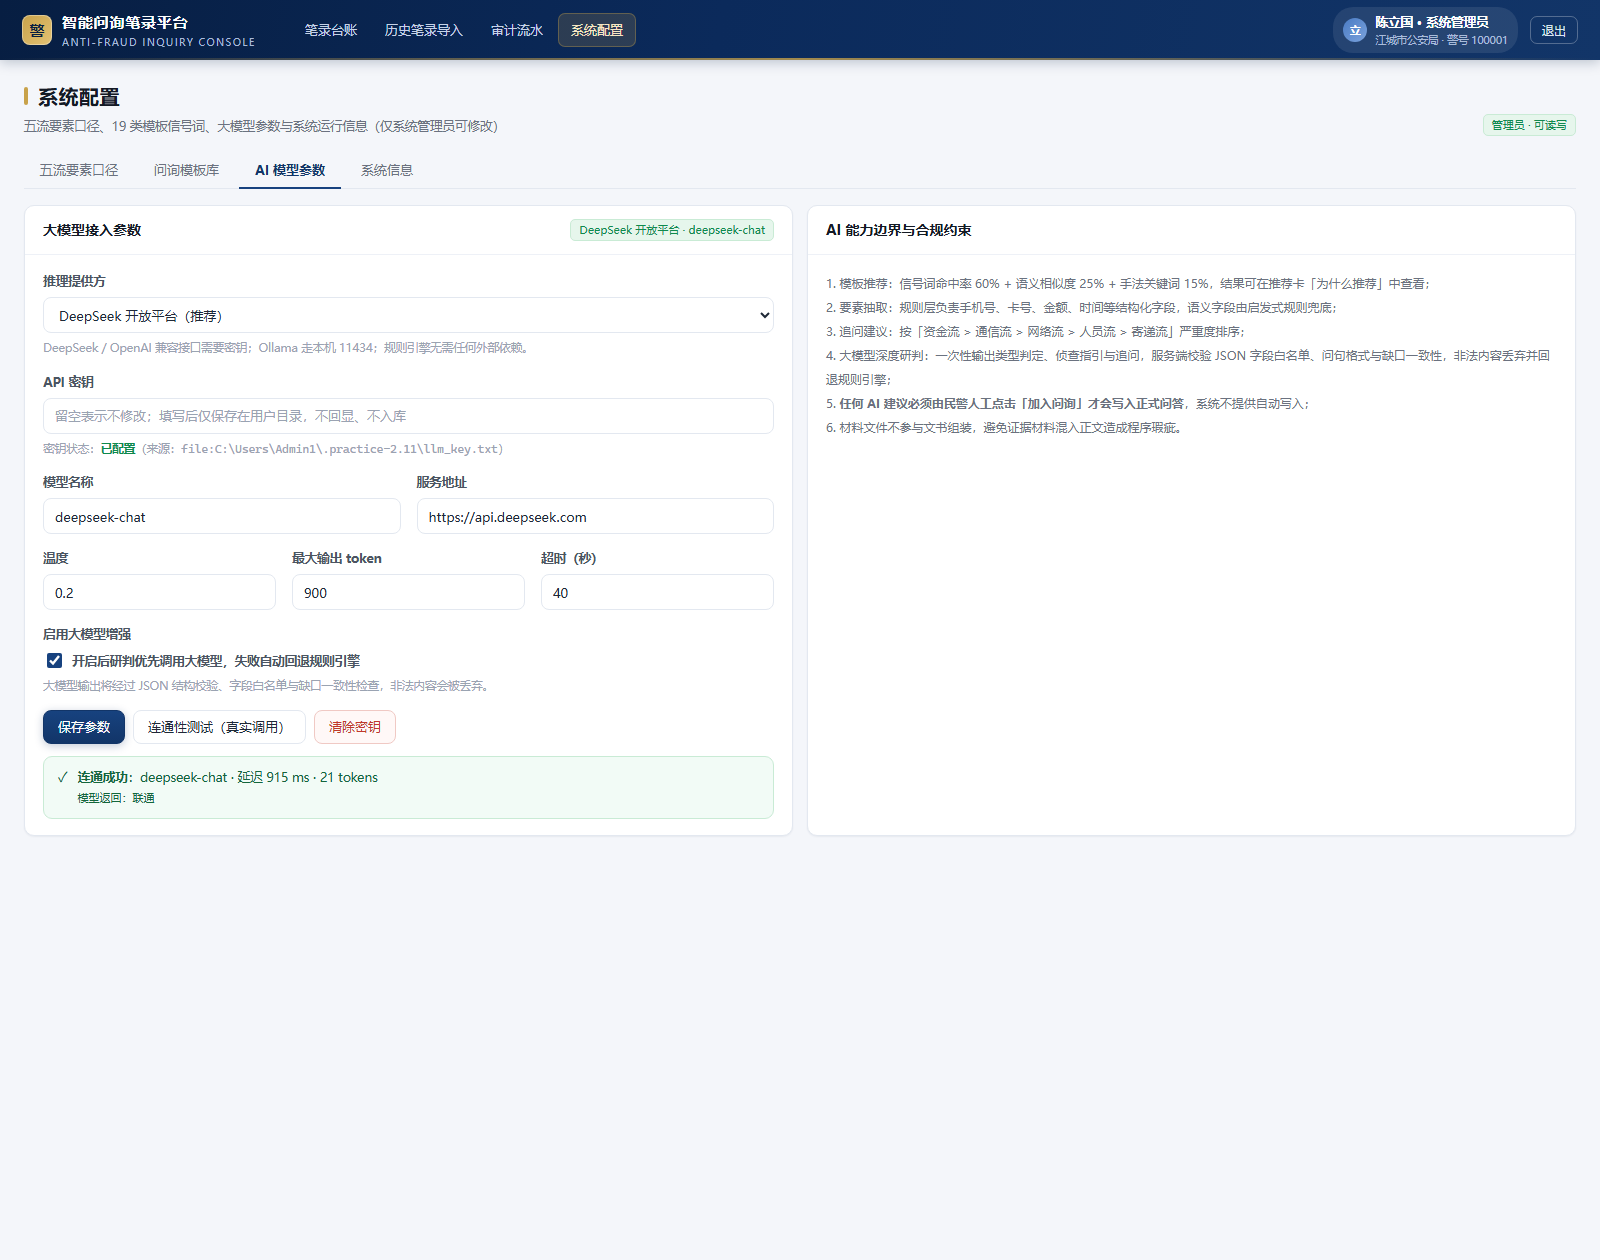 警
智能问询笔录平台
ANTI-FRAUD INQUIRY CONSOLE
笔录台账
历史笔录导入
审计流水
系统配置
立
陈立国 • 系统管理员
江城市公安局 · 警号 100001
退出
系统配置
五流要素口径、19 类模板信号词、大模型参数与系统运行信息（仅系统管理员可修改）
管理员 · 可读写
五流要素口径
问询模板库
AI 模型参数
系统信息
大模型接入参数
DeepSeek 开放平台 · deepseek-chat
推理提供方
DeepSeek 开放平台（推荐）
DeepSeek / OpenAI 兼容接口需要密钥；Ollama 走本机 11434；规则引擎无需任何外部依赖。
API 密钥
留空表示不修改；填写后仅保存在用户目录，不回显、不入库
密钥状态：已配置（来源：file:C:\Users\Admin1\.practice-2.11\llm_key.txt）
模型名称
服务地址
deepseek-chat
https://api.deepseek.com
温度
最大输出 token
超时（秒）
0.2
900
40
启用大模型增强
开启后研判优先调用大模型，失败自动回退规则引擎
大模型输出将经过 JSON 结构校验、字段白名单与缺口一致性检查，非法内容会被丢弃。
保存参数
连通性测试（真实调用）
清除密钥
✓ 连通成功：deepseek-chat · 延迟 915 ms · 21 tokens
模型返回：联通
AI 能力边界与合规约束
1. 模板推荐：信号词命中率 60% + 语义相似度 25% + 手法关键词 15%，结果可在推荐卡「为什么推荐」中查看；
2. 要素抽取：规则层负责手机号、卡号、金额、时间等结构化字段，语义字段由启发式规则兜底；
3. 追问建议：按「资金流 > 通信流 > 网络流 > 人员流 > 寄递流」严重度排序；
4. 大模型深度研判：一次性输出类型判定、侦查指引与追问，服务端校验 JSON 字段白名单、问句格式与缺口一致性，非法内容丢弃并回
退规则引擎；
5. 任何 AI 建议必须由民警人工点击「加入问询」才会写入正式问答，系统不提供自动写入；
6. 材料文件不参与文书组装，避免证据材料混入正文造成程序瑕疵。